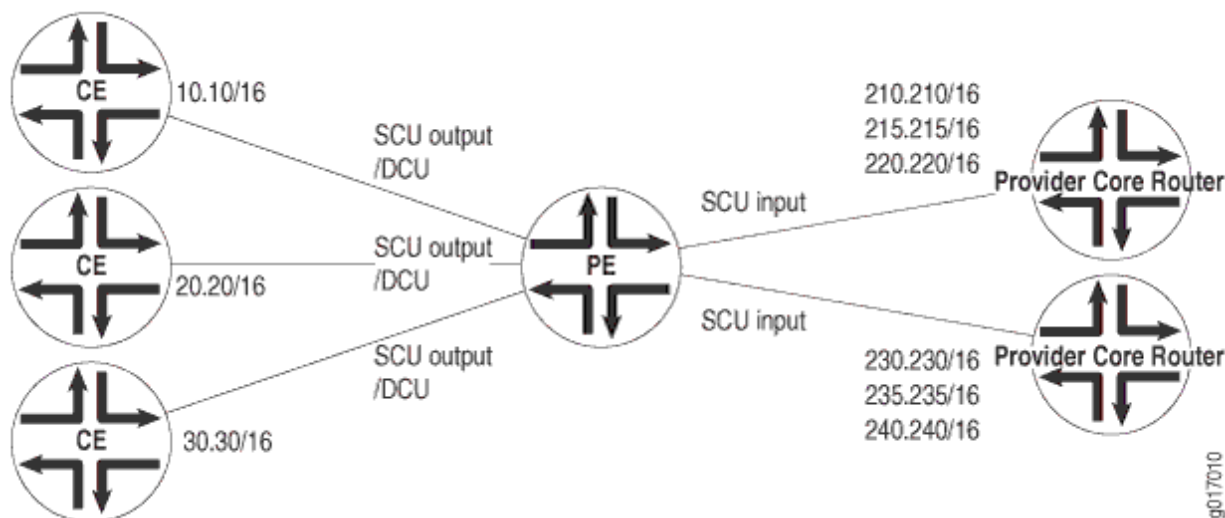 CE
10.10/16
SCU output
/DCU
CE
20.20/16
SCU output
/DCU
CE
30.30/16
SCU output
/DCU
PE
SCU input
SCU input
210.210/16
215.215/16
220.220/16
Provider Core Router
Provider Core Router
230.230/16
235.235/16
240.240/16
g017010